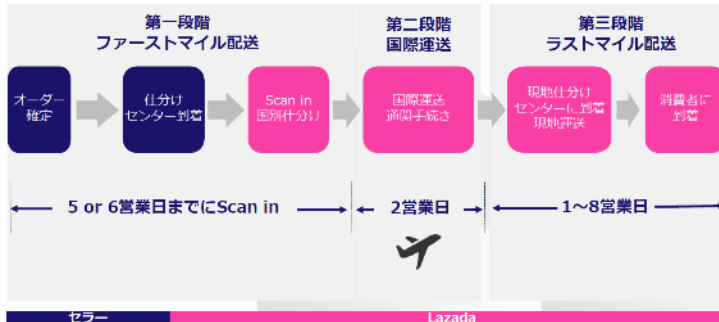 第一段階
ファーストマイル配送
第二段階
国際運送
第三段階
ラストマイル配送
オーダー
確定
仕分け
センター到着
Scan in
国別仕分け
国際運送
通関手続き
現地仕分け
センターに到着
現地運送
消費者に
到着
5 or 6営業日までにScan in
2営業日
1～8営業日
セラー
Lazada